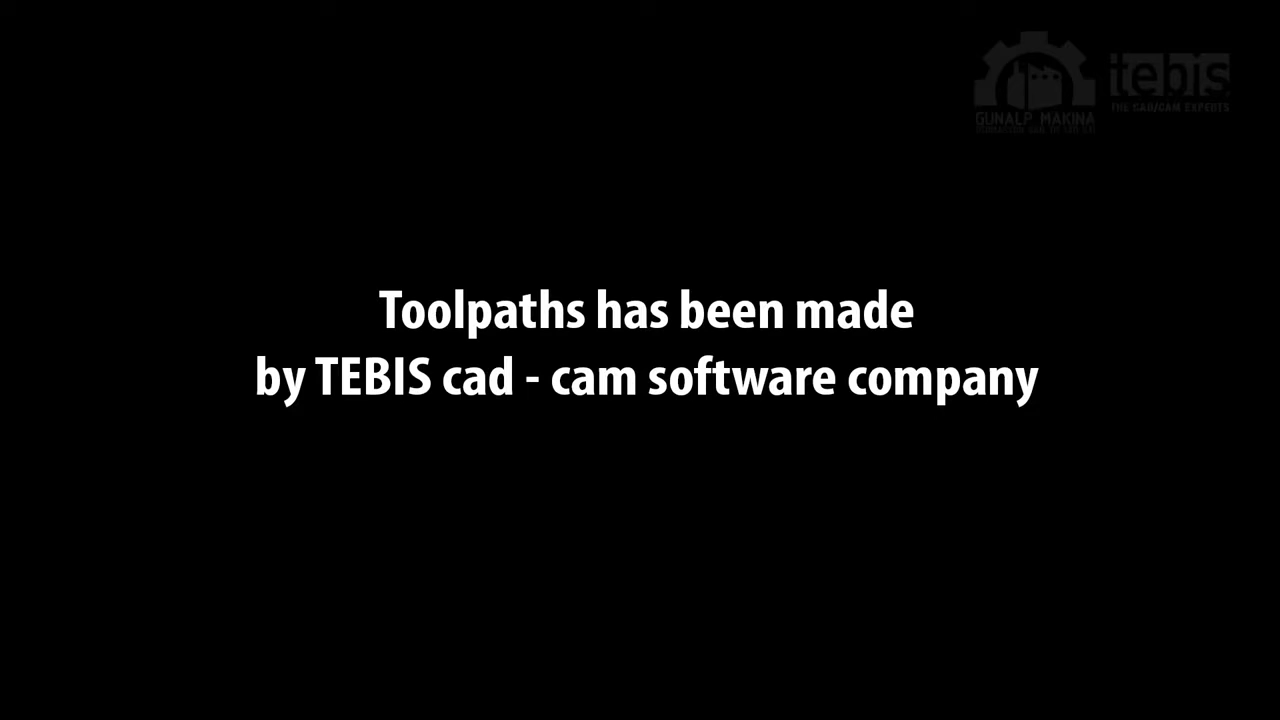 GUNALP MAKINA
tebis
THE CAD/CAM EXPERTS
Toolpaths has been made
by TEBIS cad - cam software company